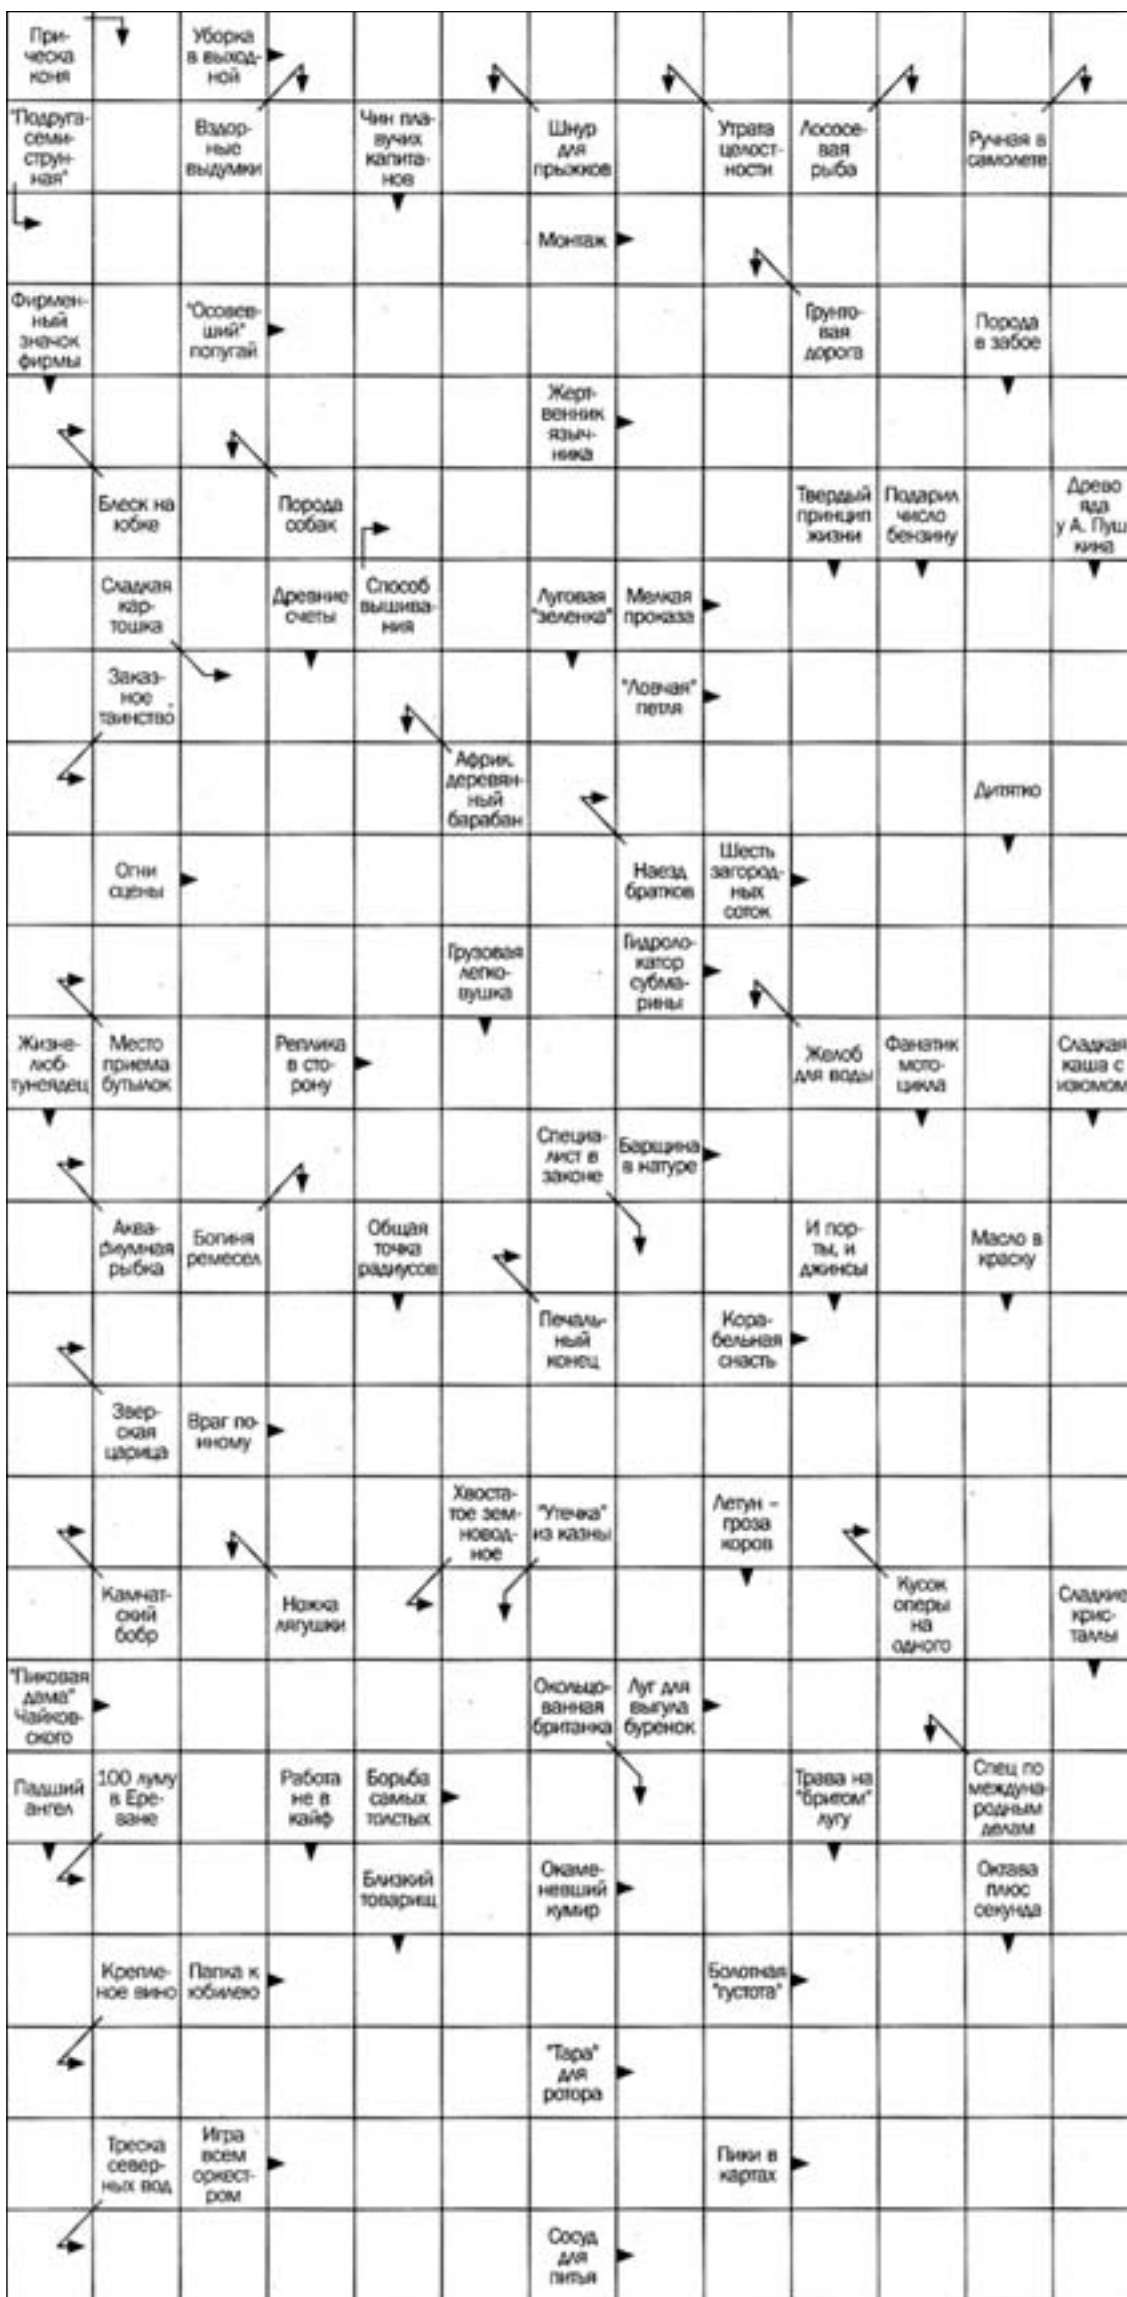 При-
ческа
коня
Уборка
в выход-
ной
"Подруга
семи-
струн-
ная"
Вздор-
ные
выдумки
Чин пла-
вучих
капита-
нов
Шнур
для
прыжков
Утрата
целост-
ности
Лососе-
вая
рыба
Ручная в
самолете
Монтаж
Фирмен-
ный
значок
фирмы
"Осовев-
ший"
попугай
Грунто-
вая
дорога
Порода
в забое
Жерт-
венник
языч-
ника
Блеск на
юбке
Порода
собак
Твердый
принцип
жизни
Подарил
число
бензину
Древо
яда
у А. Пуш
кина
Сладкая
кар-
тошка
Древние
счеты
Способ
вышива-
ния
Луговая
"зеленка"
Мелкая
проказа
Заказ-
ное
таинство
"Ловчая"
петля
Африк.
деревян-
ный
барабан
Дитятко
Огни
сцены
Наезд
братков
Шесть
загород-
ных
соток
Грузовая
легко-
вушка
Гидроло-
катор
субма-
рины
Жизне-
люб-
тунеядец
Место
приема
бутылок
Реплика
в сто-
рону
Желоб
для воды
Фанатик
мото-
цикла
Сладкая
каша с
изюмом
Специа-
лист в
законе
Барщина
в натуре
Аква-
риумная
рыбка
Богиня
ремесел
Общая
точка
радиусов
И пор-
ты, и
джинсы
Масло в
краску
Печаль-
ный
конец
Кора-
бельная
снасть
Звер-
ская
царица
Враг по-
иному
Хвоста-
тое зем-
новод-
ное
"Утечка"
из казны
Летун –
гроза
коров
Камчат-
ский
бобр
Ножка
лягушки
Кусок
оперы
на
одного
Сладкие
крис-
таллы
"Пиковая
дама"
Чайков-
ского
Окольцо-
ванная
британка
Луг для
выгула
буренок
Падший
ангел
100 луму
в Ере-
ване
Работа
не в
кайф
Борьба
самых
толстых
Трава на
"бритом"
лугу
Спец по
междуна-
родным
делам
Близкий
товарищ
Окаме-
невший
кумир
Октава
плюс
секунда
Крепле-
ное вино
Папка к
юбилею
Болотная
"густота"
"Тара"
для
ротора
Треска
север-
ных вод
Игра
всем
оркест-
ром
Пики в
картах
Сосуд
для
питья